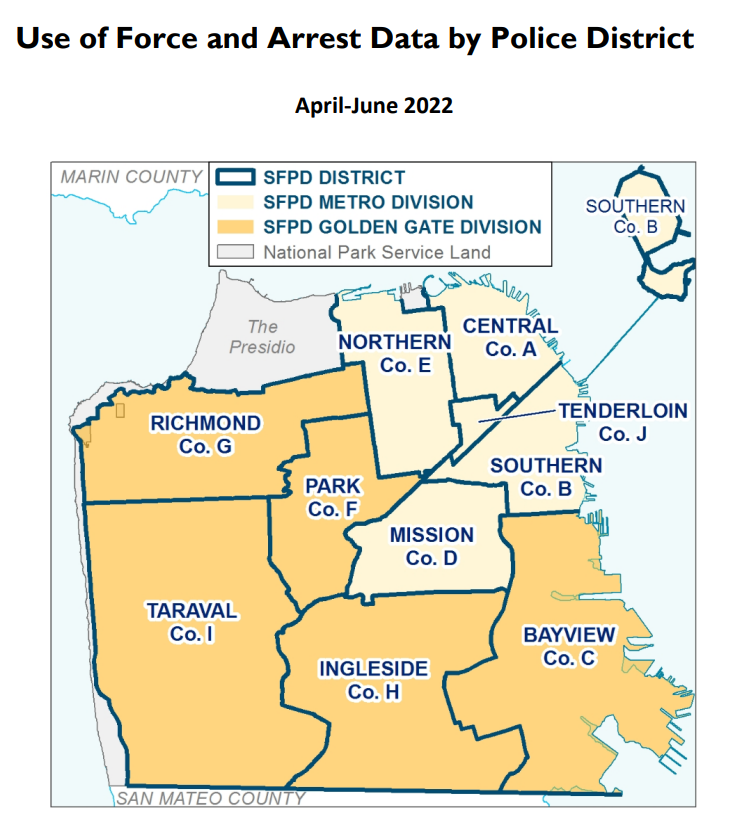 Use of Force and Arrest Data by Police District
April-June 2022
MARIN COUNTY
SFPD DISTRICT
SFPD METRO DIVISION
SFPD GOLDEN GATE DIVISION
National Park Service Land
SOUTHERN
Co. B
The
Presidio
NORTHERN
Co. E
CENTRAL
Co. A
RICHMOND
Co. G
TENDERLOIN
Co. J
SOUTHERN
Co. B
PARK
Co. F
MISSION
Co. D
TARAVAL
Co. I
BAYVIEW
Co. C
INGLESIDE
Co. H
SAN MATEO COUNTY